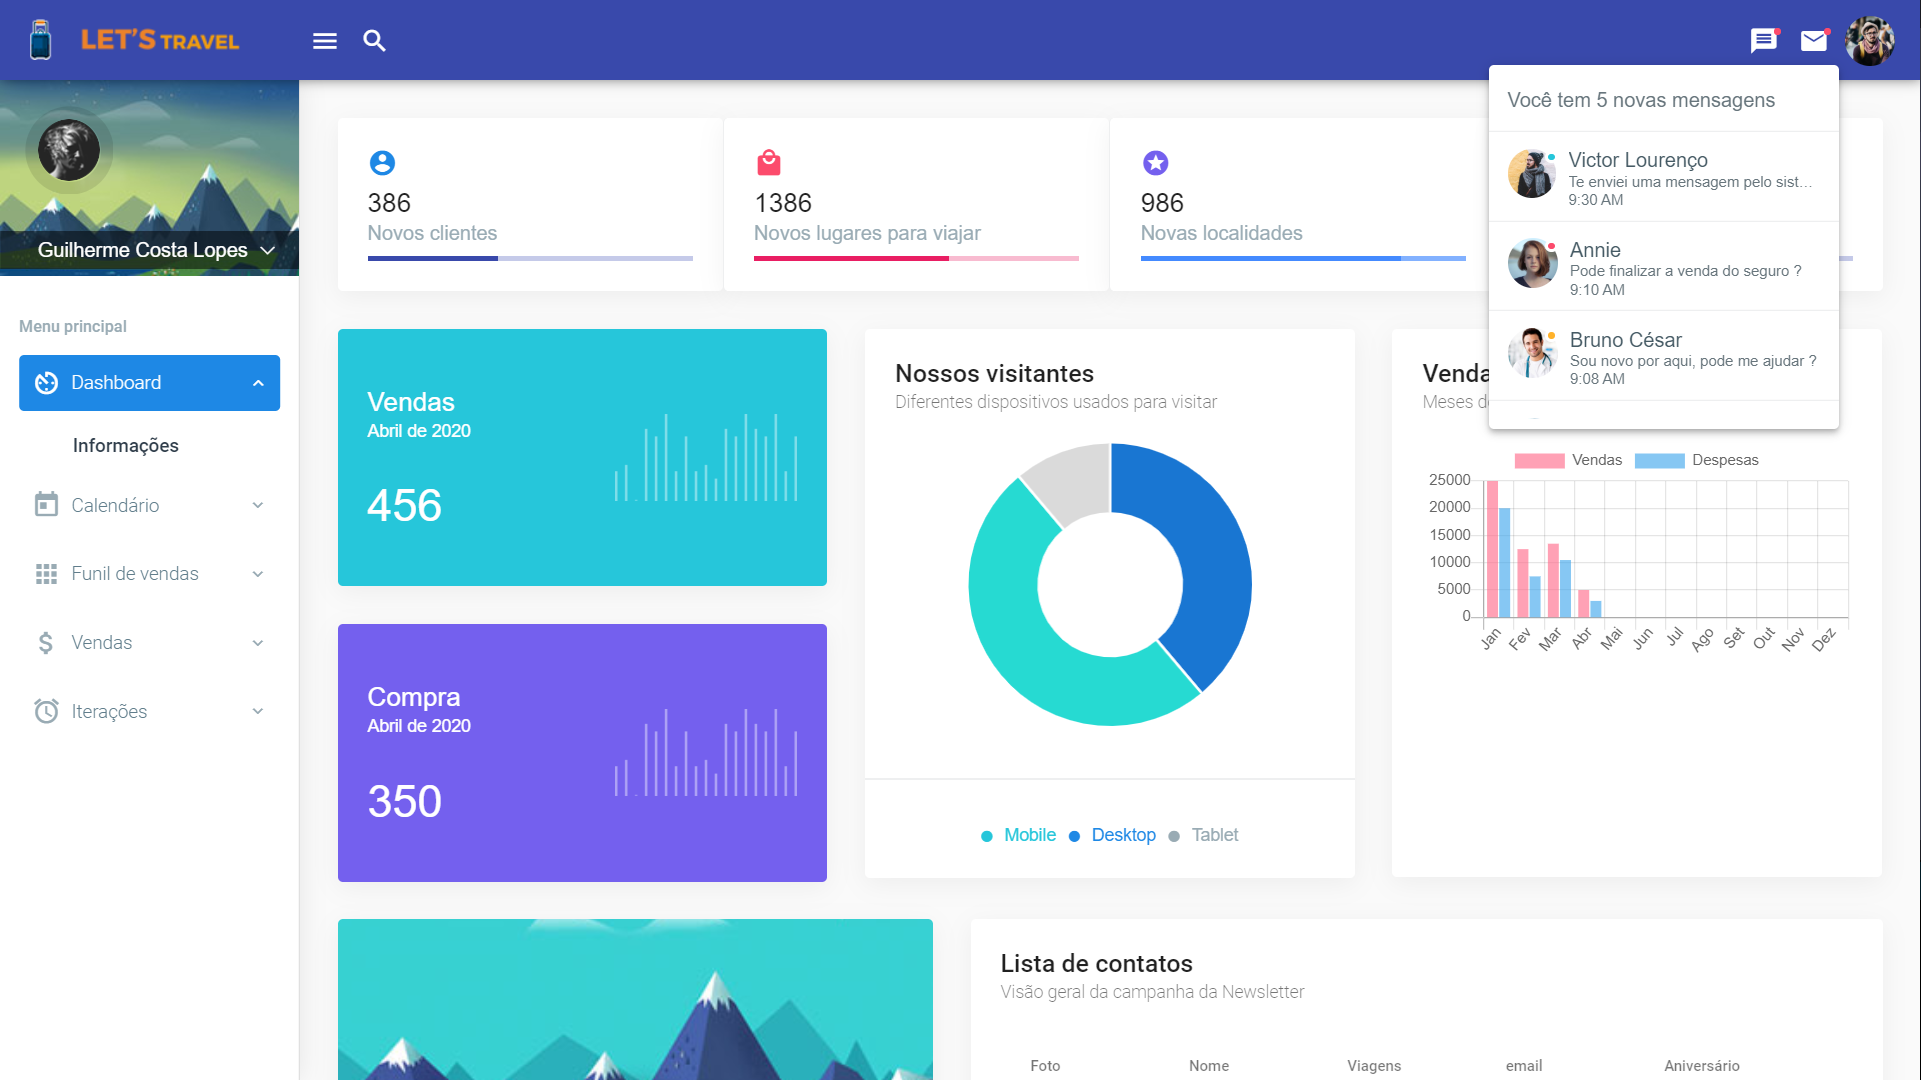 LET'S TRAVEL
Você tem 5 novas mensagens
Victor Lourenço
Te enviei uma mensagem pelo sist...
9:30 AM
Annie
Pode finalizar a venda do seguro ?
9:10 AM
Bruno César
Sou novo por aqui, pode me ajudar ?
9:08 AM
Guilherme Costa Lopes
Menu principal
Dashboard
Informações
Calendário
Funil de vendas
Vendas
Iterações
386
Novos clientes
1386
Novos lugares para viajar
986
Novas localidades
Vendas
Abril de 2020
456
Compra
Abril de 2020
350
Nossos visitantes
Diferentes dispositivos usados para visitar
Mobile Desktop Tablet
Venda
Meses d
Vendas Despesas
25000
20000
15000
10000
5000
0
Jan Fev Mar Abr Mai Jun Jul Ago Set Out Nov Dez
Lista de contatos
Visão geral da campanha da Newsletter
Foto Nome Viagens email Aniversário